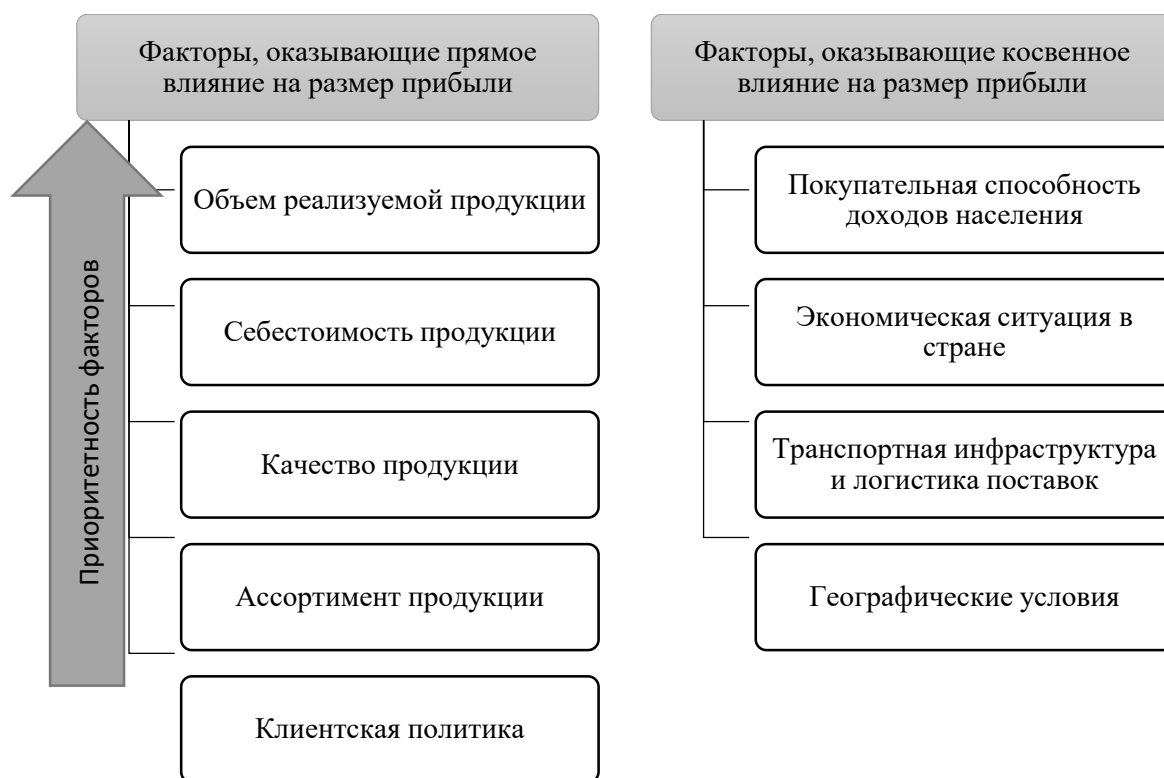 Факторы, оказывающие прямое
влияние на размер прибыли
Приоритетность факторов
Объем реализуемой продукции
Себестоимость продукции
Качество продукции
Ассортимент продукции
Клиентская политика
Факторы, оказывающие косвенное
влияние на размер прибыли
Покупательная способность
доходов населения
Экономическая ситуация в
стране
Транспортная инфраструктура
и логистика поставок
Географические условия